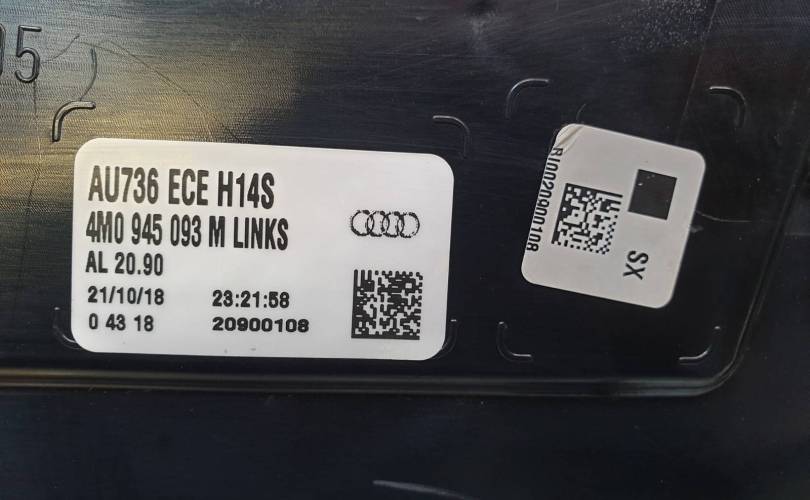 05
AU736 ECE H14S
4M0 945 093 M LINKS
AL 20.90
21/10/18 23:21:58
0 43 18 20900108
RI0020900108
SX